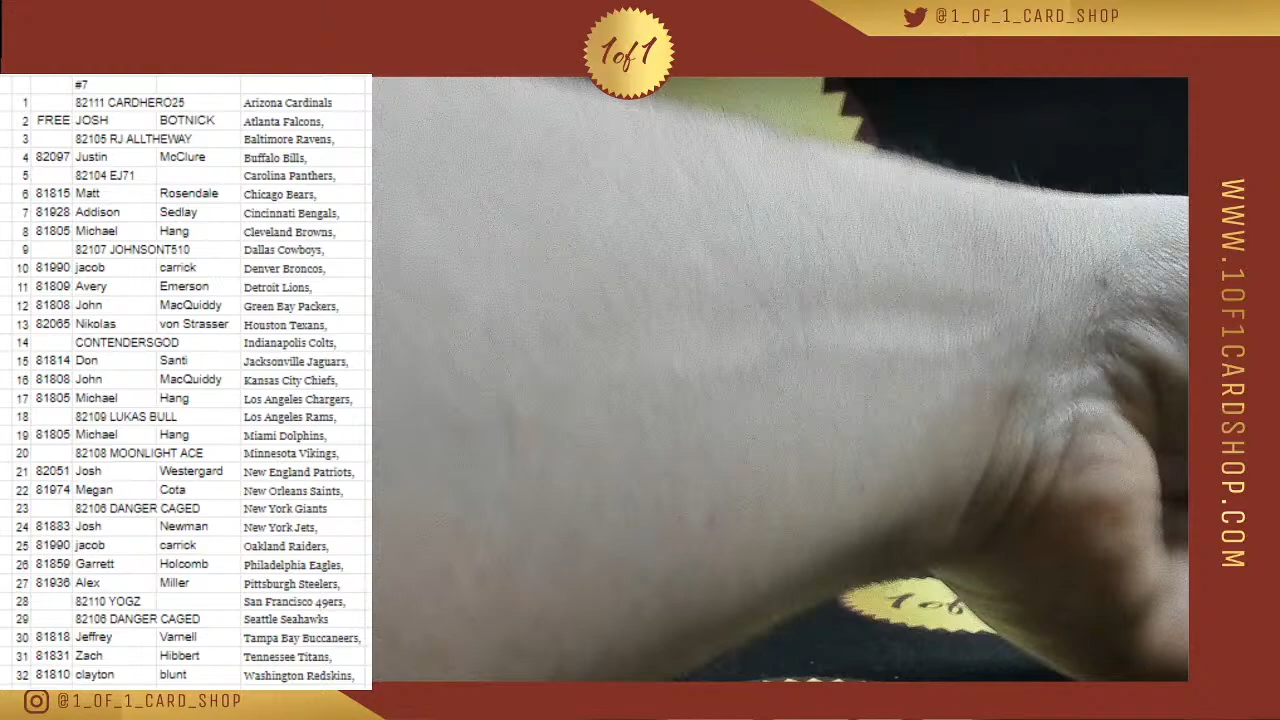 @1_OF_1_CARD_SHOP
1of1
#7
1 82111 CARDHERO25 Arizona Cardinals
2 FREE JOSH BOTNICK Atlanta Falcons,
3 82105 RJ ALLTHEWAY Baltimore Ravens,
4 82097 Justin McClure Buffalo Bills,
5 82104 EJ71 Carolina Panthers,
6 81815 Matt Rosendale Chicago Bears,
7 81928 Addison Sedlay Cincinnati Bengals,
8 81805 Michael Hang Cleveland Browns,
9 82107 JOHNSONT510 Dallas Cowboys,
10 81990 jacob carrick Denver Broncos,
11 81809 Avery Emerson Detroit Lions,
12 81808 John MacQuiddy Green Bay Packers,
13 82065 Nikolas von Strasser Houston Texans,
14 CONTENDERSGOD Indianapolis Colts,
15 81814 Don Santi Jacksonville Jaguars,
16 81808 John MacQuiddy Kansas City Chiefs,
17 81805 Michael Hang Los Angeles Chargers,
18 82109 LUKAS BULL Los Angeles Rams,
19 81805 Michael Hang Miami Dolphins,
20 82108 MOONLIGHT ACE Minnesota Vikings,
21 82051 Josh Westergard New England Patriots,
22 81974 Megan Cota New Orleans Saints,
23 82106 DANGER CAGED New York Giants
24 81883 Josh Newman New York Jets,
25 81990 jacob carrick Oakland Raiders,
26 81859 Garrett Holcomb Philadelphia Eagles,
27 81936 Alex Miller Pittsburgh Steelers,
28 82110 YOGZ San Francisco 49ers,
29 82106 DANGER CAGED Seattle Seahawks
30 81818 Jeffrey Varnell Tampa Bay Buccaneers,
31 81831 Zach Hibbert Tennessee Titans,
32 81810 clayton blunt Washington Redskins,
WWW.1OF1CARDSHOP.COM
1 of
@1_OF_1_CARD_SHOP